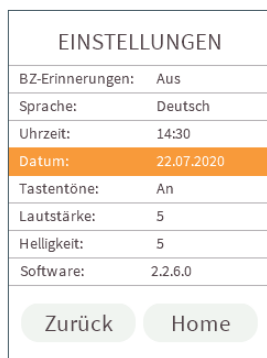 EINSTELLUNGEN
BZ-Erinnerungen: Aus
Sprache: Deutsch
Uhrzeit: 14:30
Datum: 22.07.2020
Tastentöne: An
Lautstärke: 5
Helligkeit: 5
Software: 2.2.6.0
Zurück Home